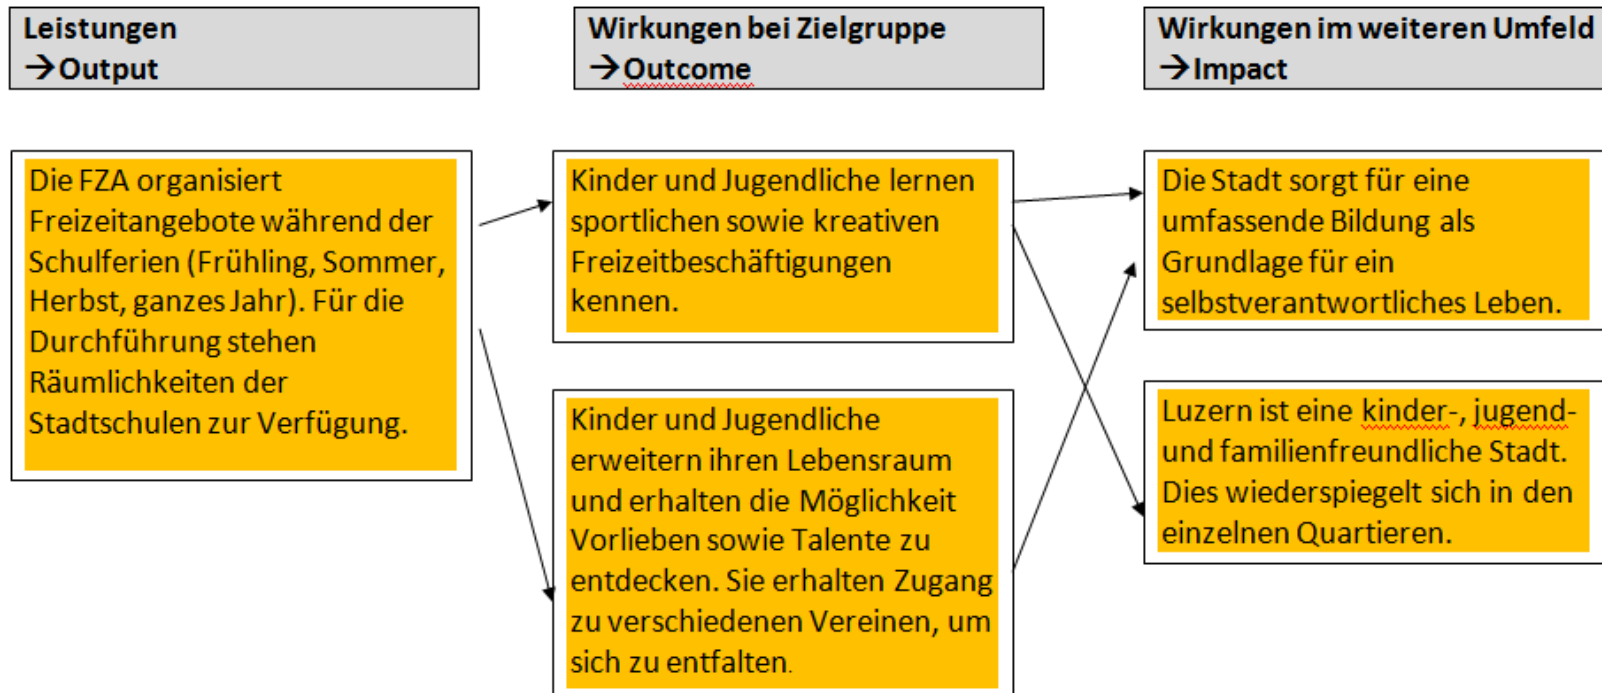 Leistungen
→Output
Wirkungen bei Zielgruppe
→Outcome
Wirkungen im weiteren Umfeld
→Impact
Die FZA organisiert
Freizeitangebote während der
Schulferien (Frühling, Sommer,
Herbst, ganzes Jahr). Für die
Durchführung stehen
Räumlichkeiten der
Stadtschulen zur Verfügung.
Kinder und Jugendliche lernen
sportlichen sowie kreativen
Freizeitbeschäftigungen
kennen.
Kinder und Jugendliche
erweitern ihren Lebensraum
und erhalten die Möglichkeit
Vorlieben sowie Talente zu
entdecken. Sie erhalten Zugang
zu verschiedenen Vereinen, um
sich zu entfalten.
Die Stadt sorgt für eine
umfassende Bildung als
Grundlage für ein
selbstverantwortliches Leben.
Luzern ist eine kinder-, jugend-
und familienfreundliche Stadt.
Dies wiederspiegelt sich in den
einzelnen Quartieren.